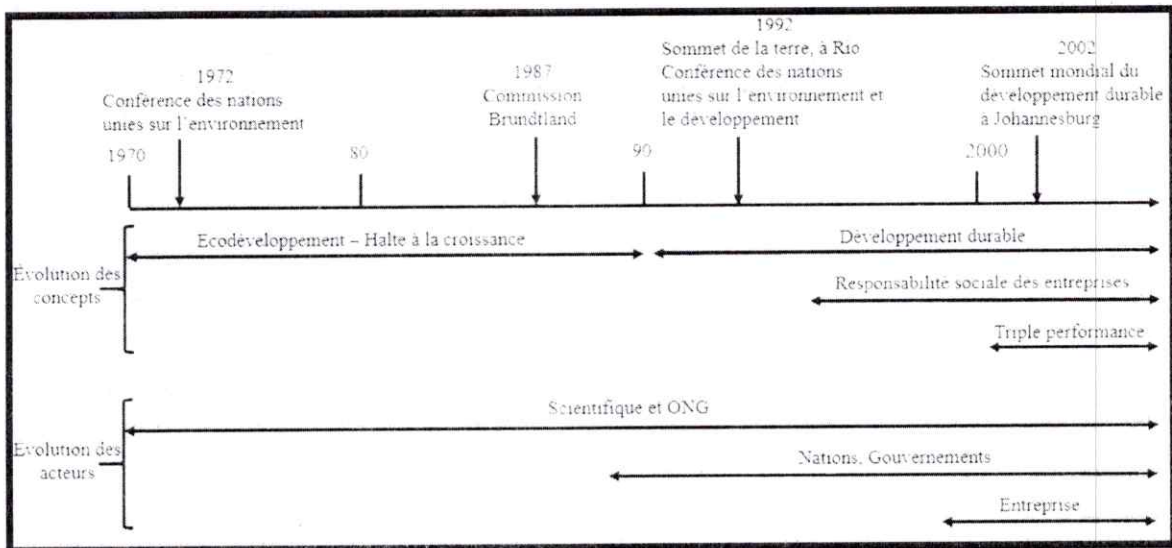 1972
Conférence des nations
unies sur l'environnement
1987
Commission
Brundtland
1992
Sommet de la terre, à Rio
Conférence des nations
unies sur l'environnement et
le développement
2002
Sommet mondial du
développement durable
à Johannesburg
1970
80
90
2000
Évolution des
concepts
Ecodéveloppement – Halte à la croissance
Développement durable
Responsabilité sociale des entreprises
Triple performance
Evolution des
acteurs
Scientifique et ONG
Nations, Gouvernements
Entreprise